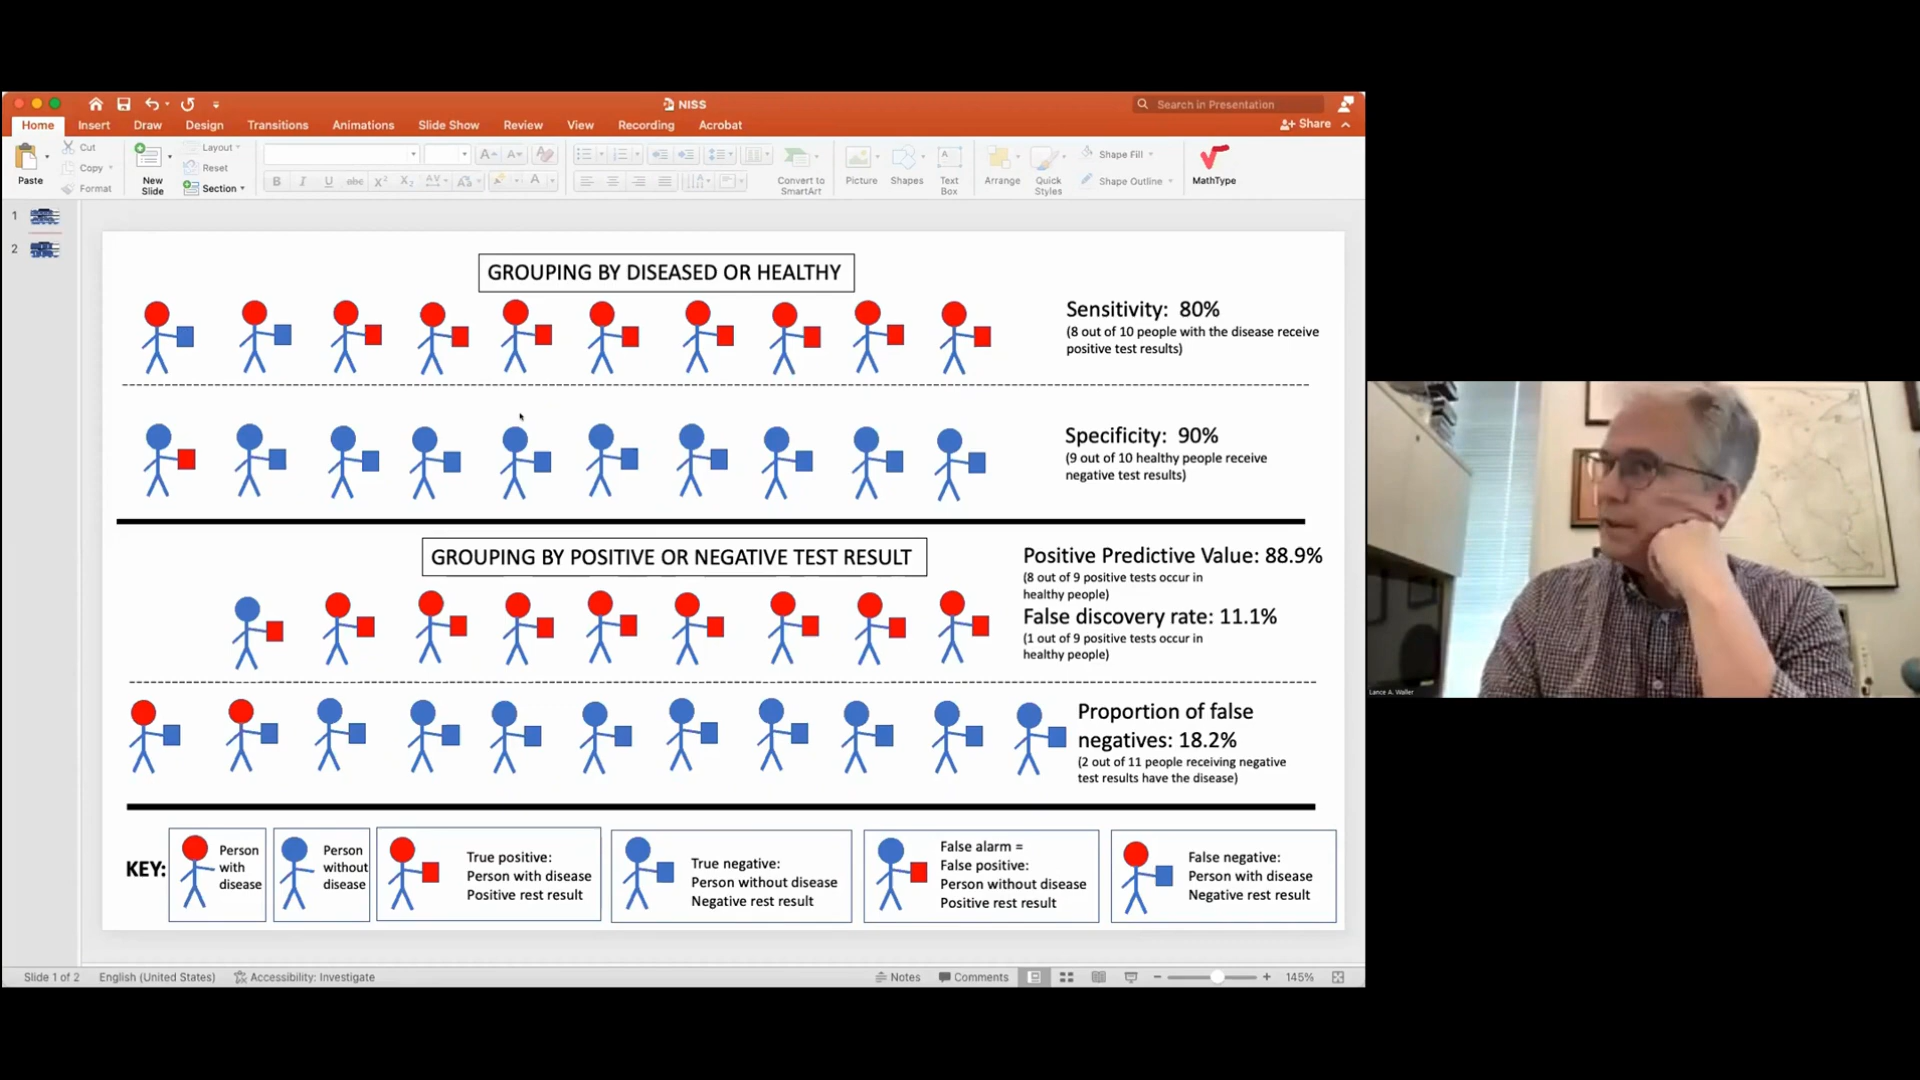 NISS
Search in Presentation
Home Insert Draw Design Transitions Animations Slide Show Review View Recording Acrobat Share
Paste
Cut
Copy
Format
New Slide
Layout
Reset
Section
B I U abc X² X₂ A
Convert to SmartArt
Picture
Shapes
Text Box
Arrange
Quick Styles
Shape Fill
Shape Outline
MathType
1
2
GROUPING BY DISEASED OR HEALTHY
Sensitivity: 80%
(8 out of 10 people with the disease receive
positive test results)
Specificity: 90%
(9 out of 10 healthy people receive
negative test results)
GROUPING BY POSITIVE OR NEGATIVE TEST RESULT
Positive Predictive Value: 88.9%
(8 out of 9 positive tests occur in
healthy people)
False discovery rate: 11.1%
(1 out of 9 positive tests occur in
healthy people)
Proportion of false
negatives: 18.2%
(2 out of 11 people receiving negative
test results have the disease)
KEY:
Person
with
disease
Person
without
disease
True positive:
Person with disease
Positive rest result
True negative:
Person without disease
Negative rest result
False alarm =
False positive:
Person without disease
Positive rest result
False negative:
Person with disease
Negative rest result
Slide 1 of 2 English (United States) Accessibility: Investigate Notes Comments 145%
Lance A. Waller